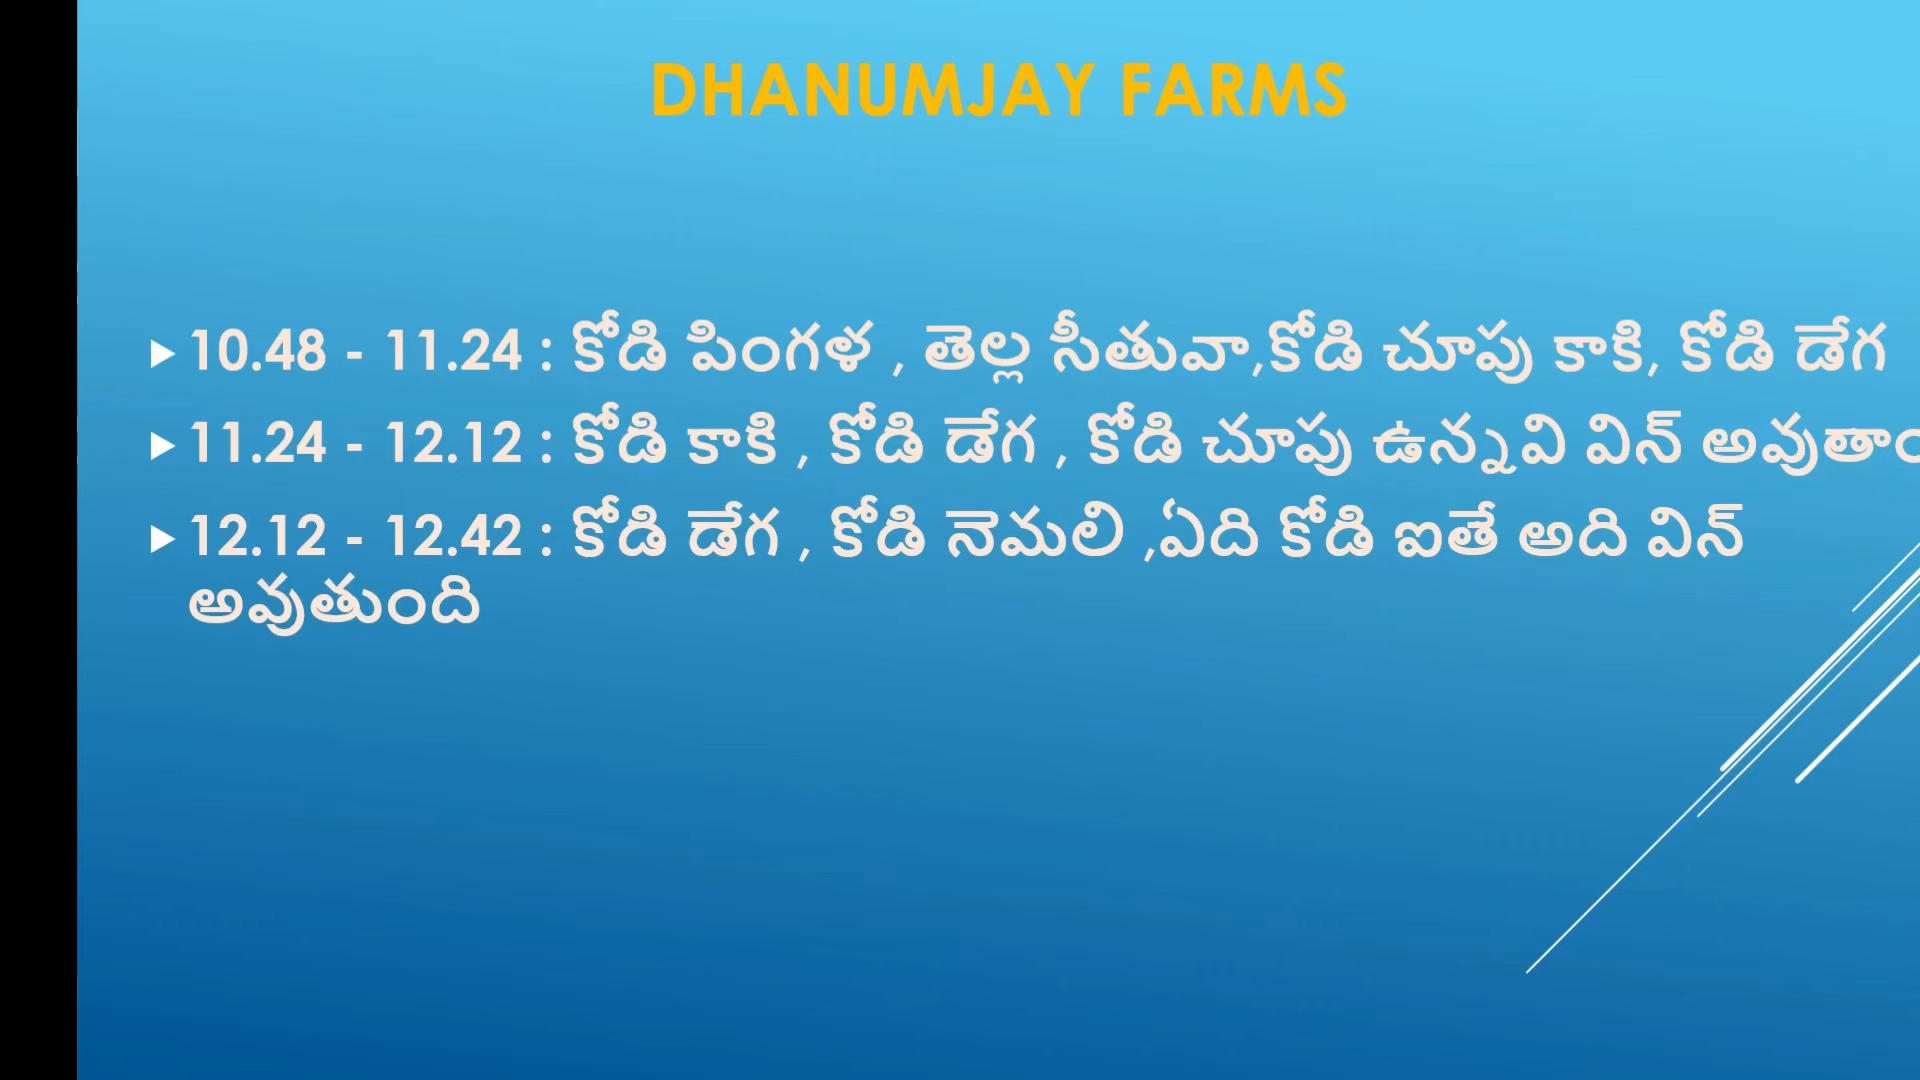 DHANUMJAY FARMS
10.48 - 11.24 : కోడి పింగళ , తెల్ల సీతువా,కోడి చూపు కాకి, కోడి డేగ
11.24 - 12.12 : కోడి కాకి , కోడి డేగ , కోడి చూపు ఉన్నవి విన్
12.12 - 12.42 : కోడి డేగ , కోడి నెమలి ,ఏది కోడి ఐతే అది విన్
అవుతుంది